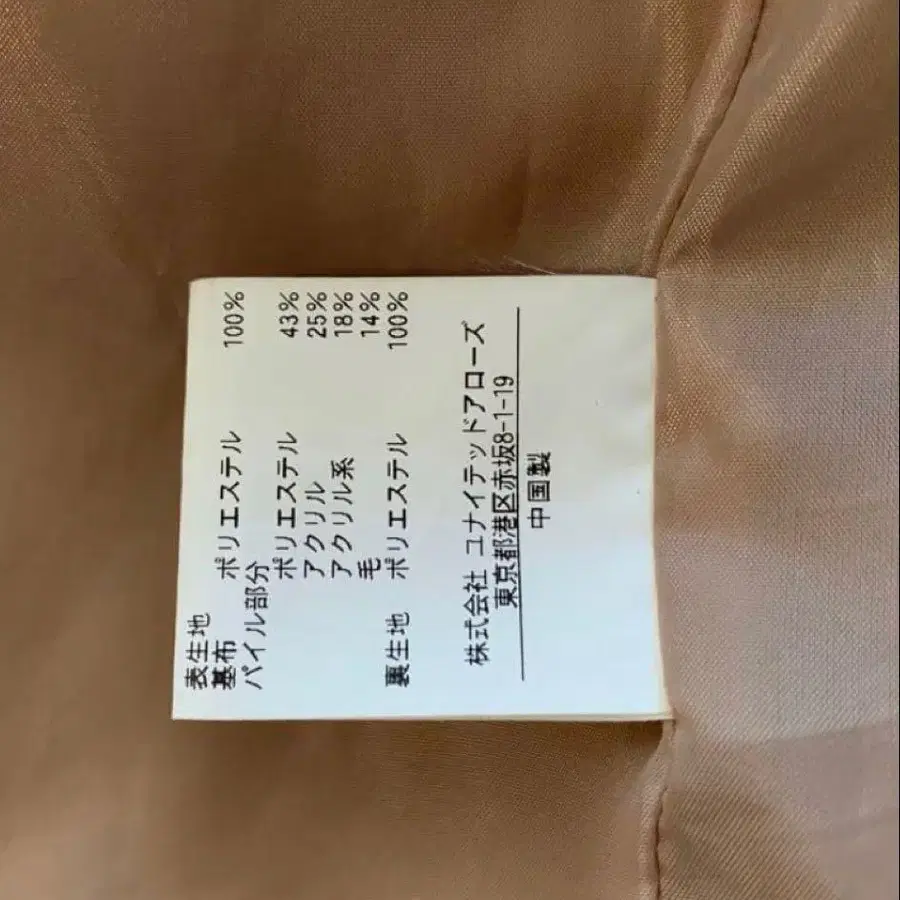 表生地
基布 ポリエステル 100%
パイル部分
ポリエステル 43%
アクリル 25%
アクリル系 18%
毛 14%
裏生地 ポリエステル 100%
株式会社 ユナイテッドアローズ
東京都港区赤坂8-1-19
中国製